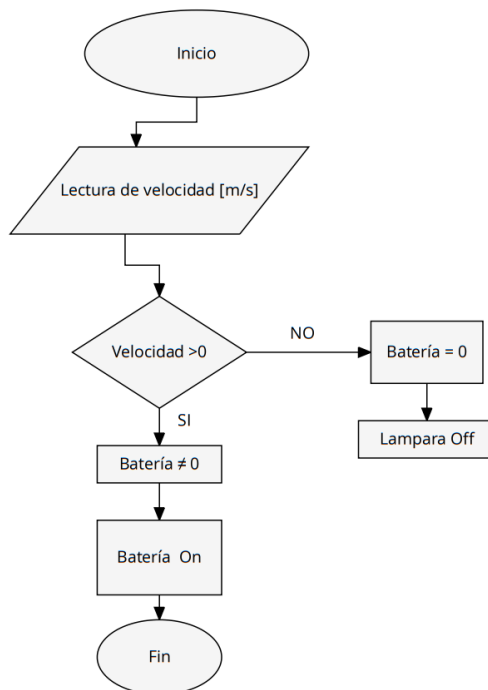 Inicio
Lectura de velocidad [m/s]
Velocidad >0
NO
Batería = 0
Lampara Off
SI
Batería ≠ 0
Batería  On
Fin